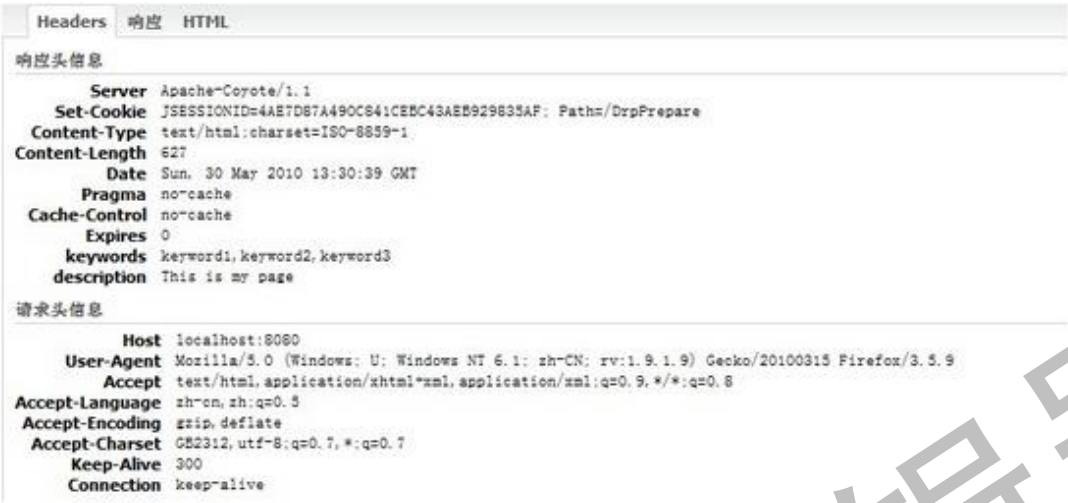 Headers 响应 HTML
响应头信息
Server Apache-Coyote/1.1
Set-Cookie JSESSIONID=4AE7D87A490C841CEBC43AEB929835AF; Path=/DrpPrepare
Content-Type text/html;charset=ISO-8859-1
Content-Length 627
Date Sun, 30 May 2010 13:30:39 GMT
Pragma no-cache
Cache-Control no-cache
Expires 0
keywords keyword1,keyword2,keyword3
description This is my page
请求头信息
Host localhost:8080
User-Agent Mozilla/5.0 (Windows; U; Windows NT 6.1; zh-CN; rv:1.9.1.9) Gecko/20100315 Firefox/3.5.9
Accept text/html,application/xhtml+xml,application/xml;q=0.9,*/*;q=0.8
Accept-Language zh-cn,zh;q=0.5
Accept-Encoding gzip,deflate
Accept-Charset GB2312,utf-8;q=0.7,*;q=0.7
Keep-Alive 300
Connection keep-alive